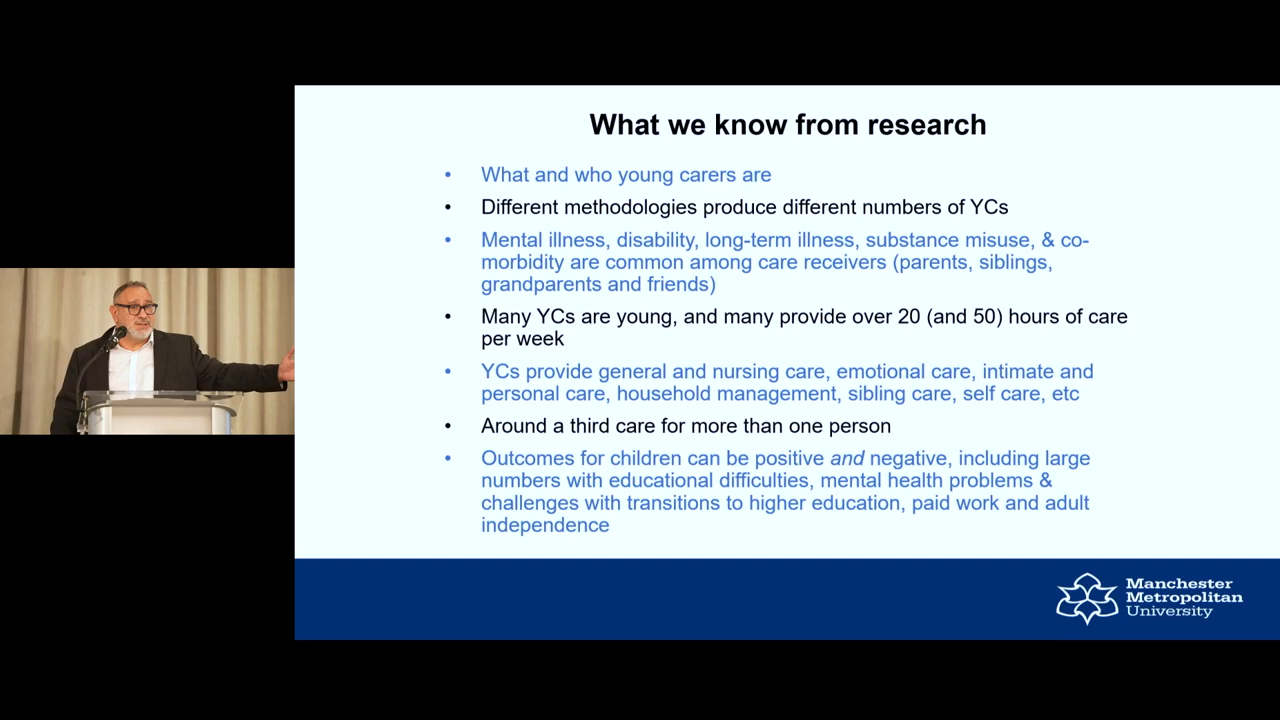 What we know from research
• What and who young carers are
• Different methodologies produce different numbers of YCs
• Mental illness, disability, long-term illness, substance misuse, & co-
morbidity are common among care receivers (parents, siblings,
grandparents and friends)
• Many YCs are young, and many provide over 20 (and 50) hours of care
per week
• YCs provide general and nursing care, emotional care, intimate and
personal care, household management, sibling care, self care, etc
• Around a third care for more than one person
• Outcomes for children can be positive and negative, including large
numbers with educational difficulties, mental health problems &
challenges with transitions to higher education, paid work and adult
independence
Manchester
Metropolitan
University